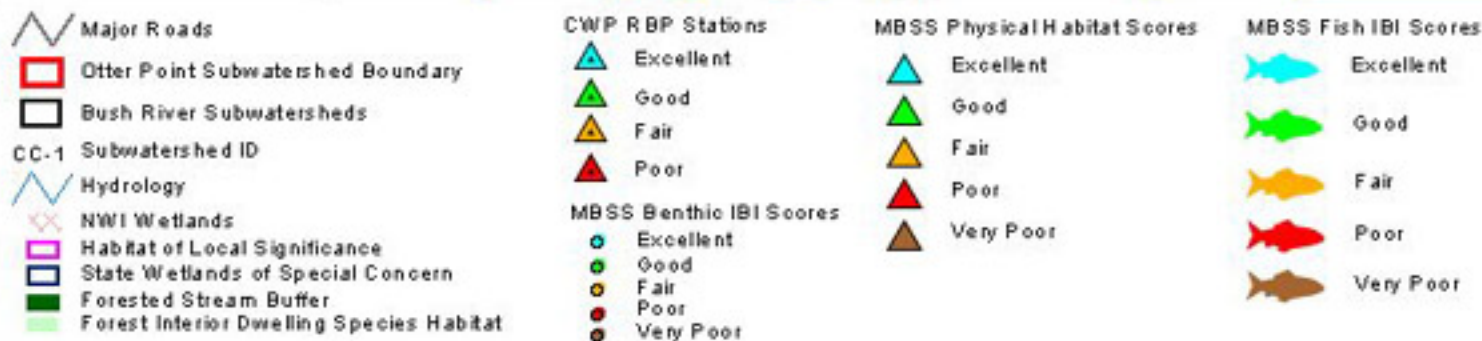 Major Roads
Otter Point Subwatershed Boundary
Bush River Subwatersheds
CC-1 Subwatershed ID
Hydrology
NWI Wetlands
Habitat of Local Significance
State Wetlands of Special Concern
Forested Stream Buffer
Forest Interior Dwelling Species Habitat
CWP RBP Stations
Excellent
Good
Fair
Poor
MBSS Benthic IBI Scores
Excellent
Good
Fair
Poor
Very Poor
MBSS Physical Habitat Scores
Excellent
Good
Fair
Poor
Very Poor
MBSS Fish IBI Scores
Excellent
Good
Fair
Poor
Very Poor